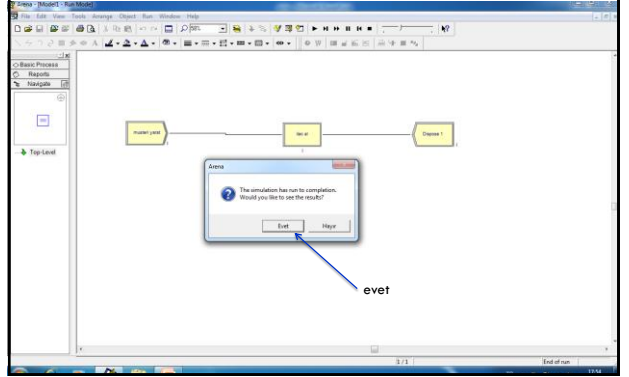 Arena - [Model1 - Run Mode]
File Edit View Tools Arrange Object Run Window Help
Basic Process
Reports
Navigate
Top-Level
Dispose 1
Arena
The simulation has run to completion.
Would you like to see the results?
Evet
Hayır
evet
End of run
17:54